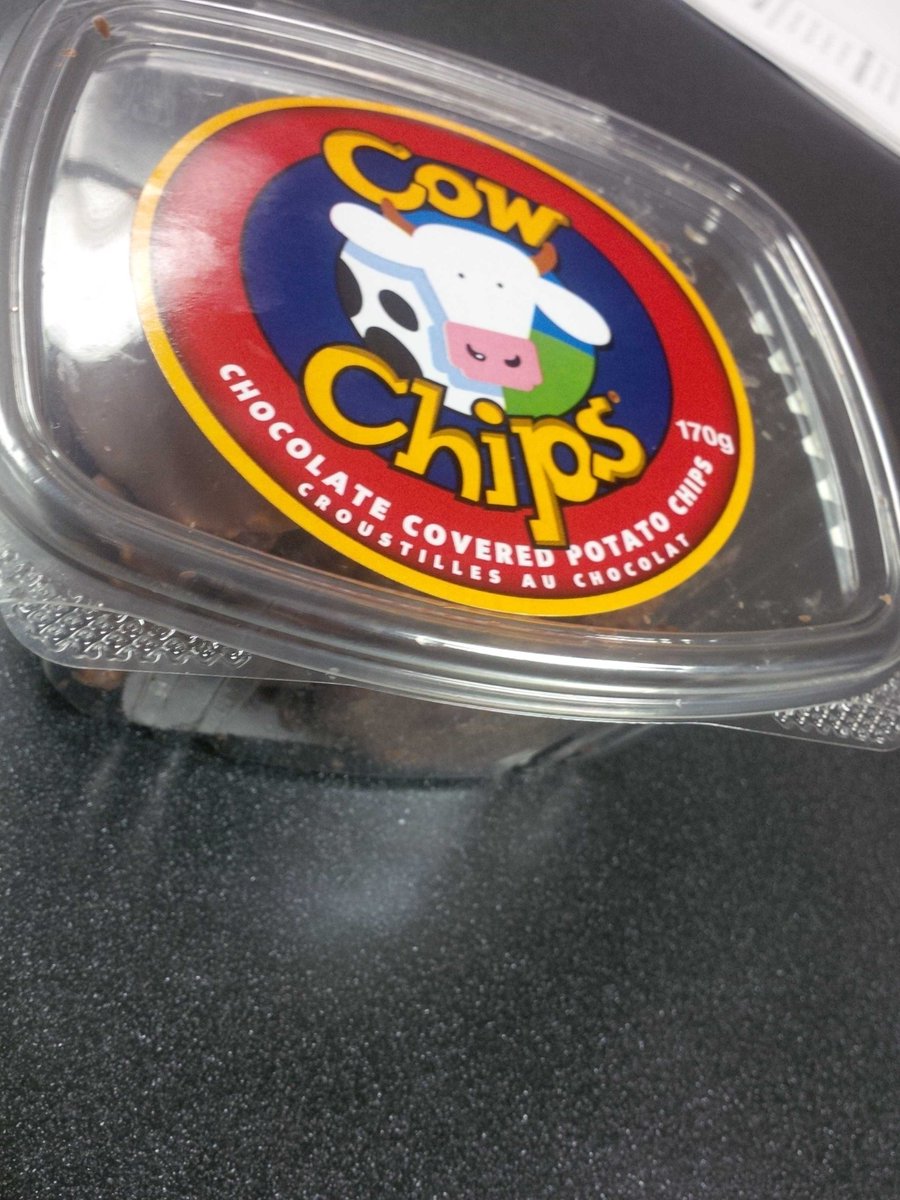 Cow
Chips
170g
CHOCOLATE COVERED POTATO CHIPS
CROUSTILLES AU CHOCOLAT